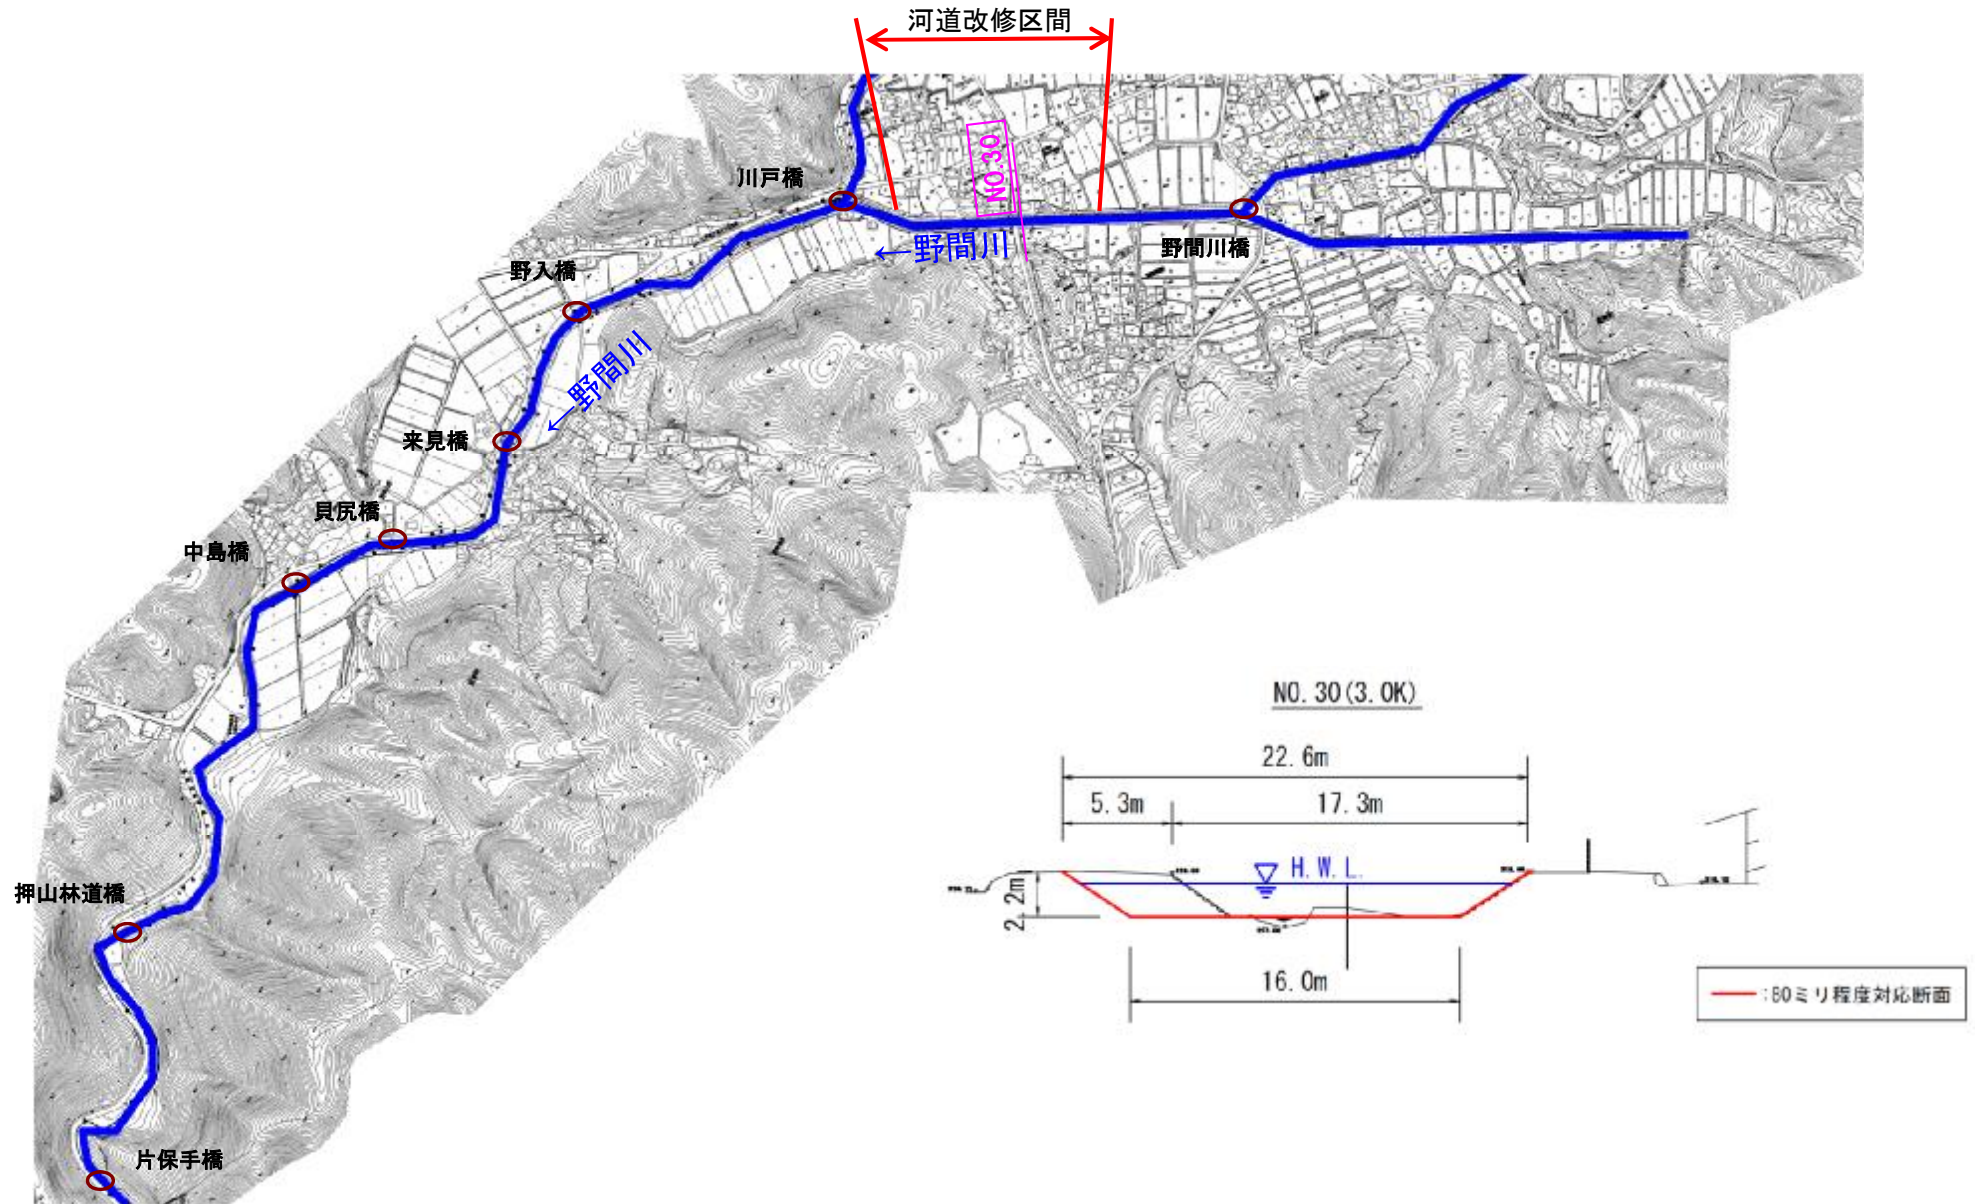 河道改修区間
NO.30
川戸橋
←野間川
野間川橋
野入橋
←野間川
来見橋
貝尻橋
中島橋
押山林道橋
片保手橋
NO.30(3.0K)
22.6m
5.3m
17.3m
H.W.L.
2.2m
16.0m
:80ミリ程度対応断面